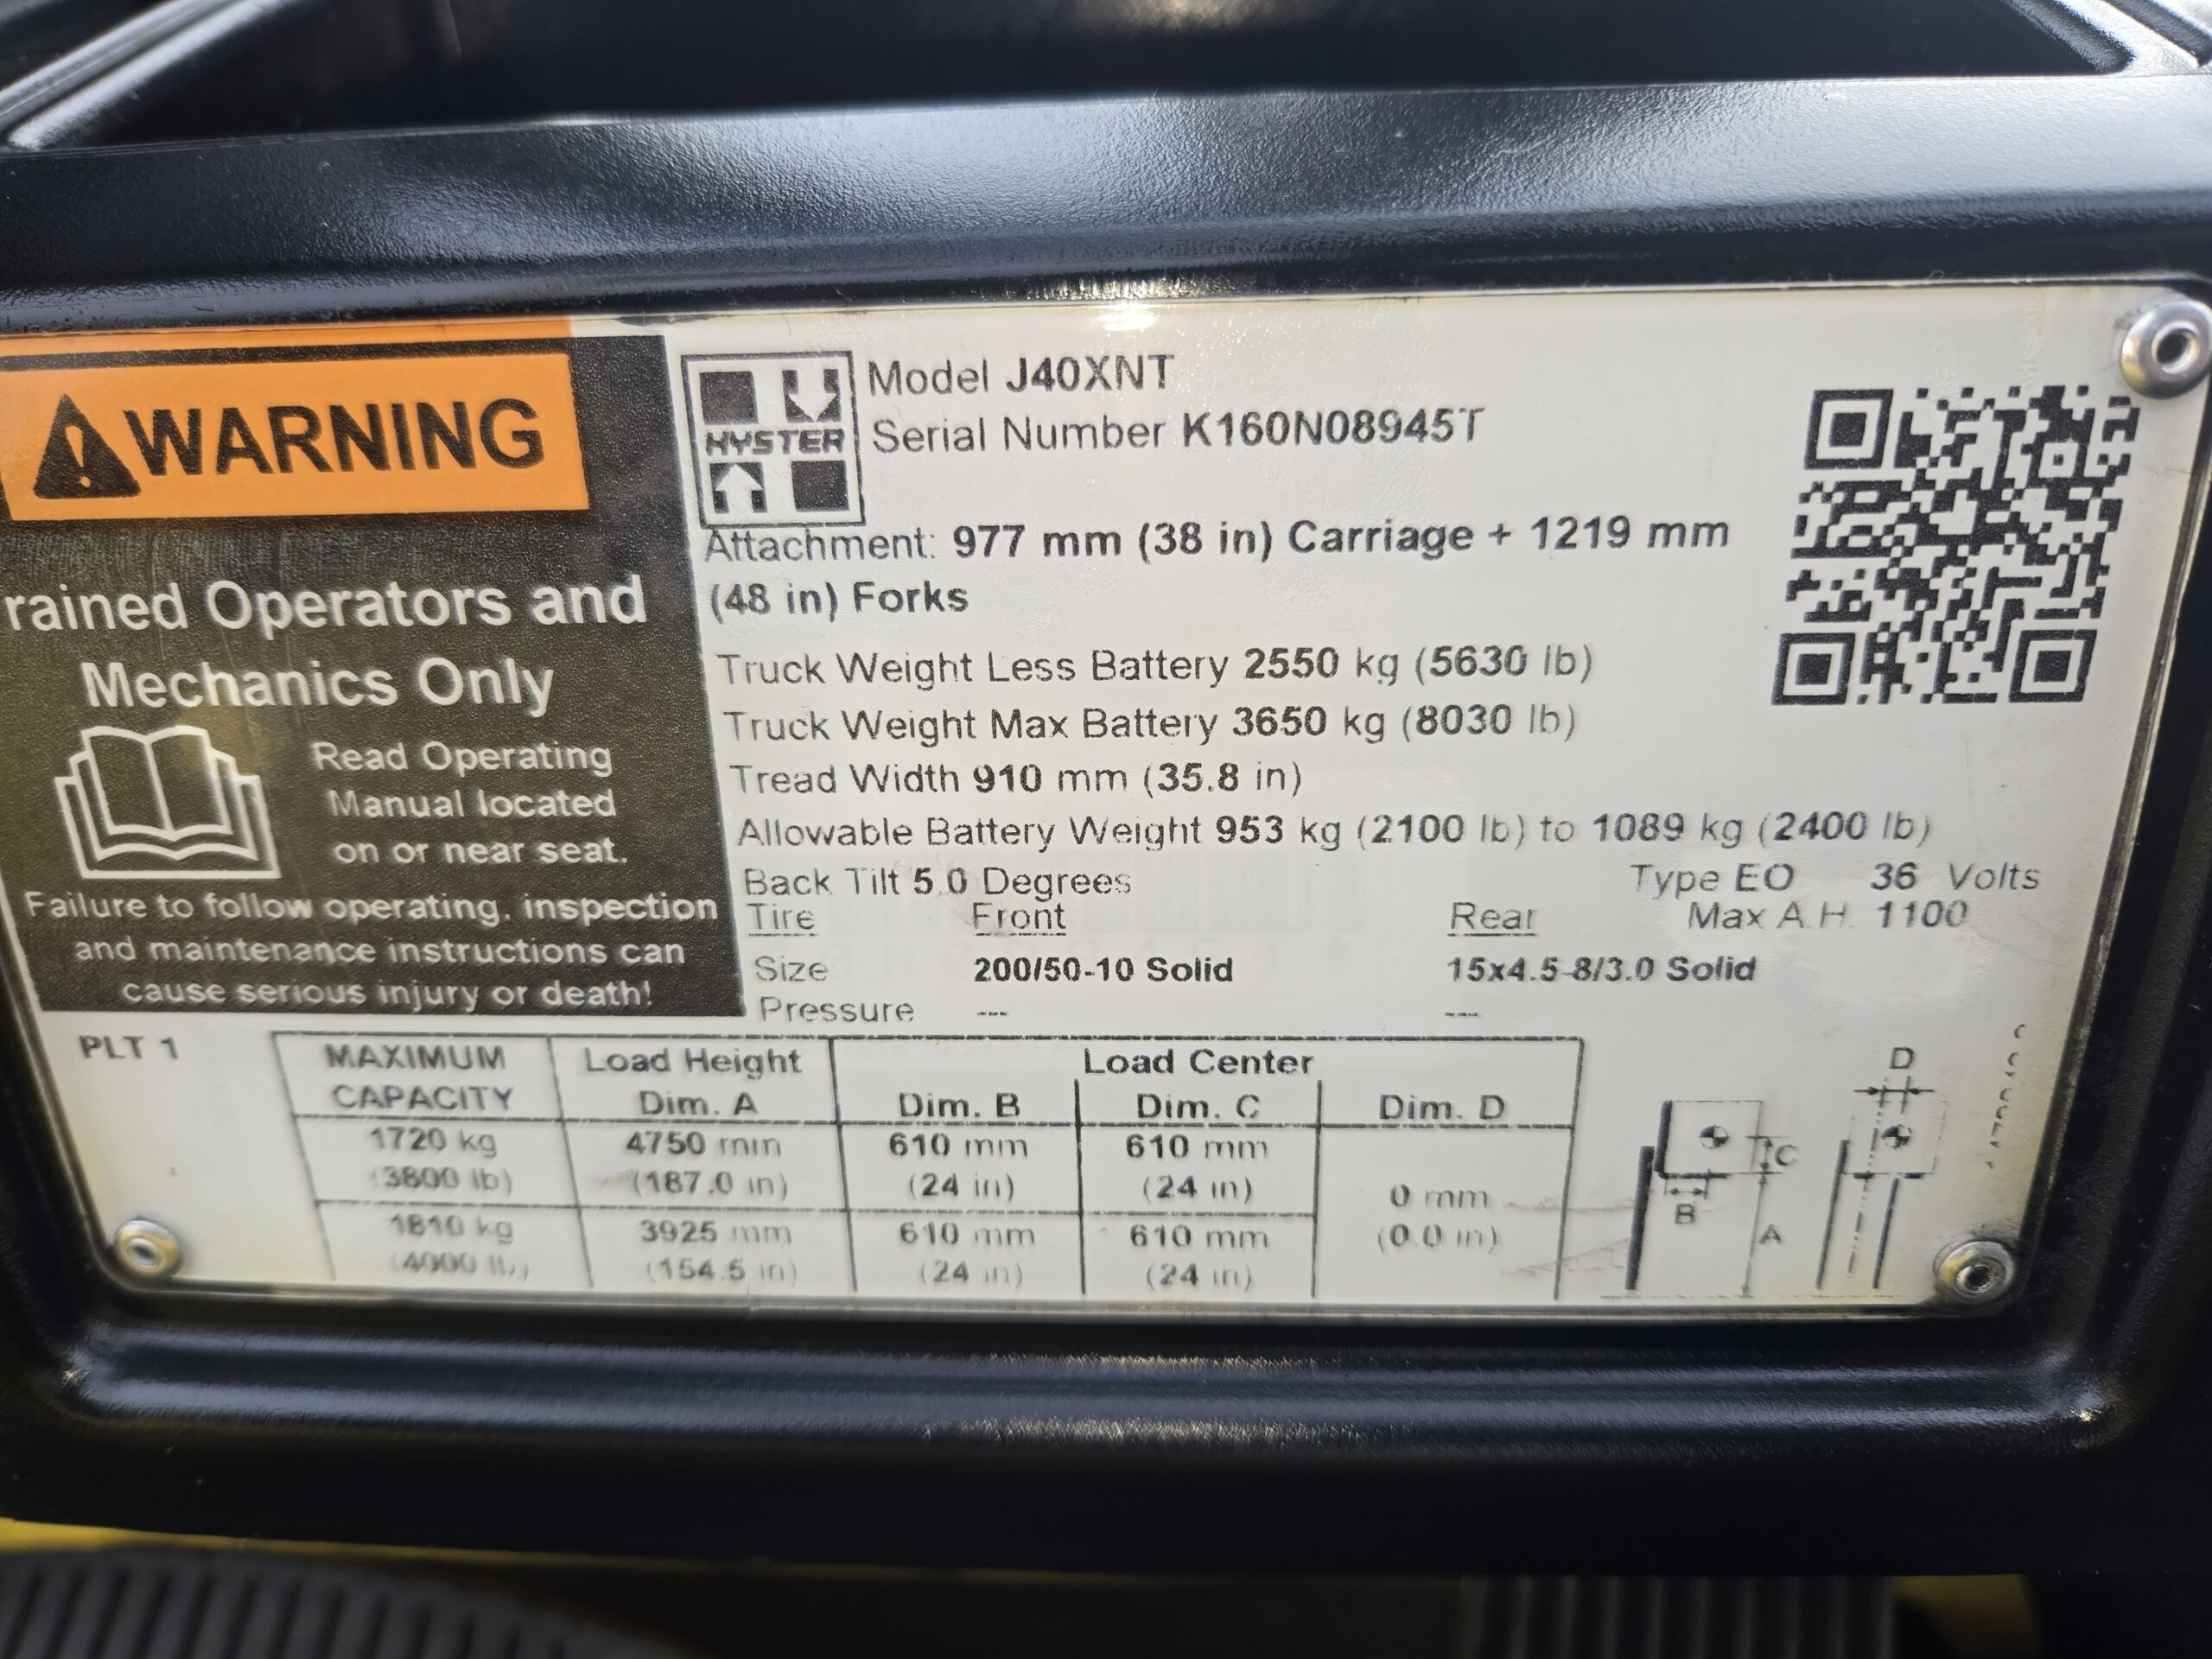 WARNING
rained Operators and
Mechanics Only
Read Operating
Manual located
on or near seat.
Failure to follow operating, inspection
and maintenance instructions can
cause serious injury or death!
HYSTER
Model J40XNT
Serial Number K160N08945T
Attachment: 977 mm (38 in) Carriage + 1219 mm
(48 in) Forks
Truck Weight Less Battery 2550 kg (5630 lb)
Truck Weight Max Battery 3650 kg (8030 lb)
Tread Width 910 mm (35.8 in)
Allowable Battery Weight 953 kg (2100 lb) to 1089 kg (2400 lb)
Back Tilt 5.0 Degrees Type EO 36 Volts
Tire Front Rear Max A.H. 1100
Size 200/50-10 Solid 15x4.5-8/3.0 Solid
Pressure --- ---
PLT 1
MAXIMUM Load Height Load Center
CAPACITY Dim. A Dim. B Dim. C Dim. D
1720 kg 4750 mm 610 mm 610 mm
(3800 lb) (187.0 in) (24 in) (24 in)
0 mm
1810 kg 3925 mm 610 mm 610 mm
(0.0 in)
(4000 lb) (154.5 in) (24 in) (24 in)
D
C
B
A